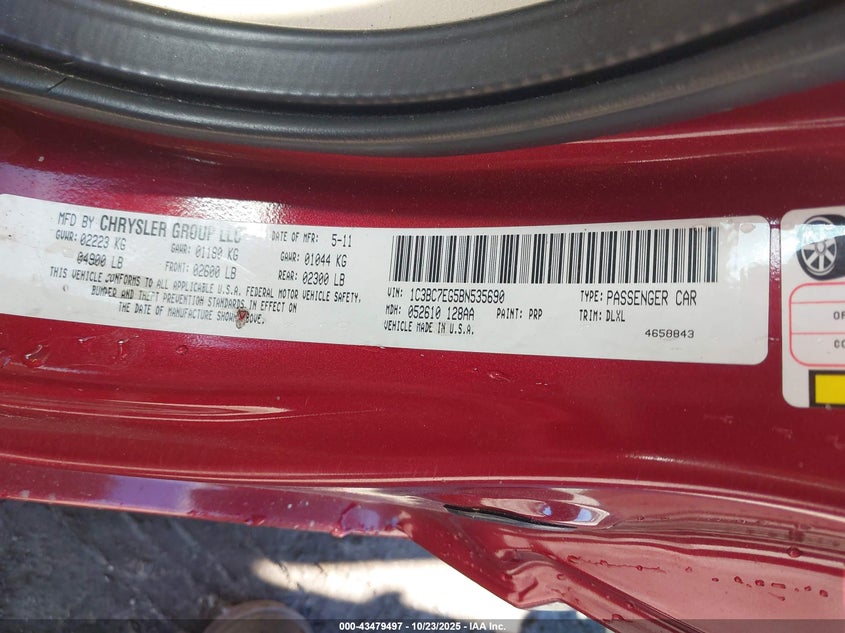 MFD BY CHRYSLER GROUP LLC DATE OF MFR: 5-11
GVWR: 02223 KG GAWR: 01180 KG GAWR: 01044 KG
04900 LB FRONT: 02600 LB REAR: 02300 LB
THIS VEHICLE CONFORMS TO ALL APPLICABLE U.S.A. FEDERAL MOTOR VEHICLE SAFETY,
BUMPER AND THEFT PREVENTION STANDARDS IN EFFECT ON
THE DATE OF MANUFACTURE SHOWN ABOVE.
VIN: 1C3BC7EG5BN535690 TYPE: PASSENGER CAR
MDH: 052610 128AA PAINT: PRP TRIM: DLXL
VEHICLE MADE IN U.S.A. 4658843
000-43479497 - 10/23/2025 - IAA Inc.